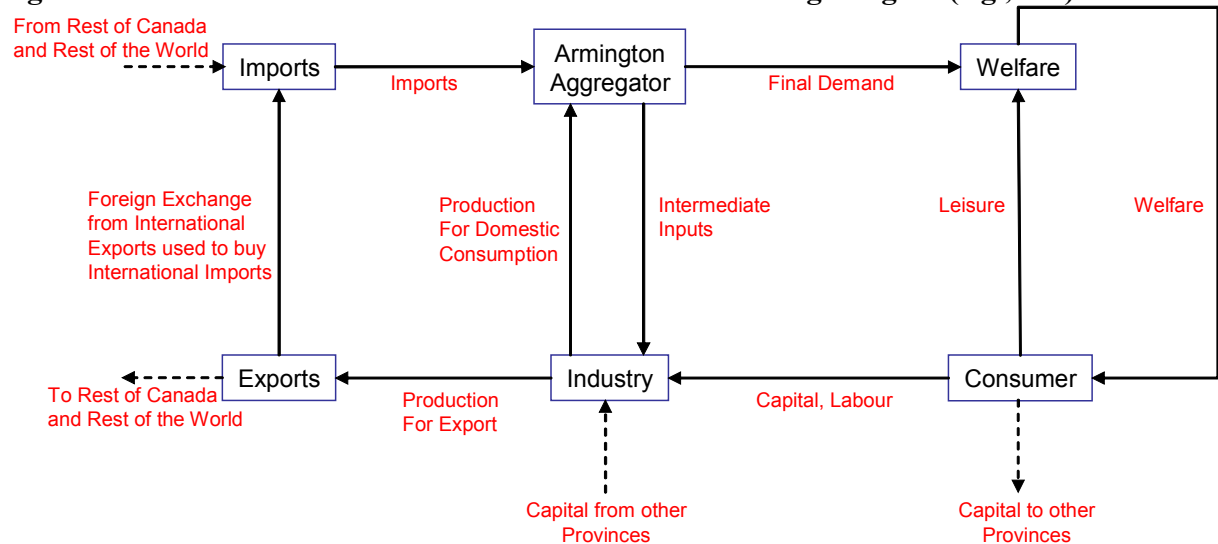 From Rest of Canada
and Rest of the World
Imports
Imports
Armington
Aggregator
Final Demand
Welfare
Foreign Exchange
from International
Exports used to buy
International Imports
Production
For Domestic
Consumption
Intermediate
Inputs
Leisure
Welfare
Exports
To Rest of Canada
and Rest of the World
Production
For Export
Industry
Capital, Labour
Consumer
Capital from other
Provinces
Capital to other
Provinces